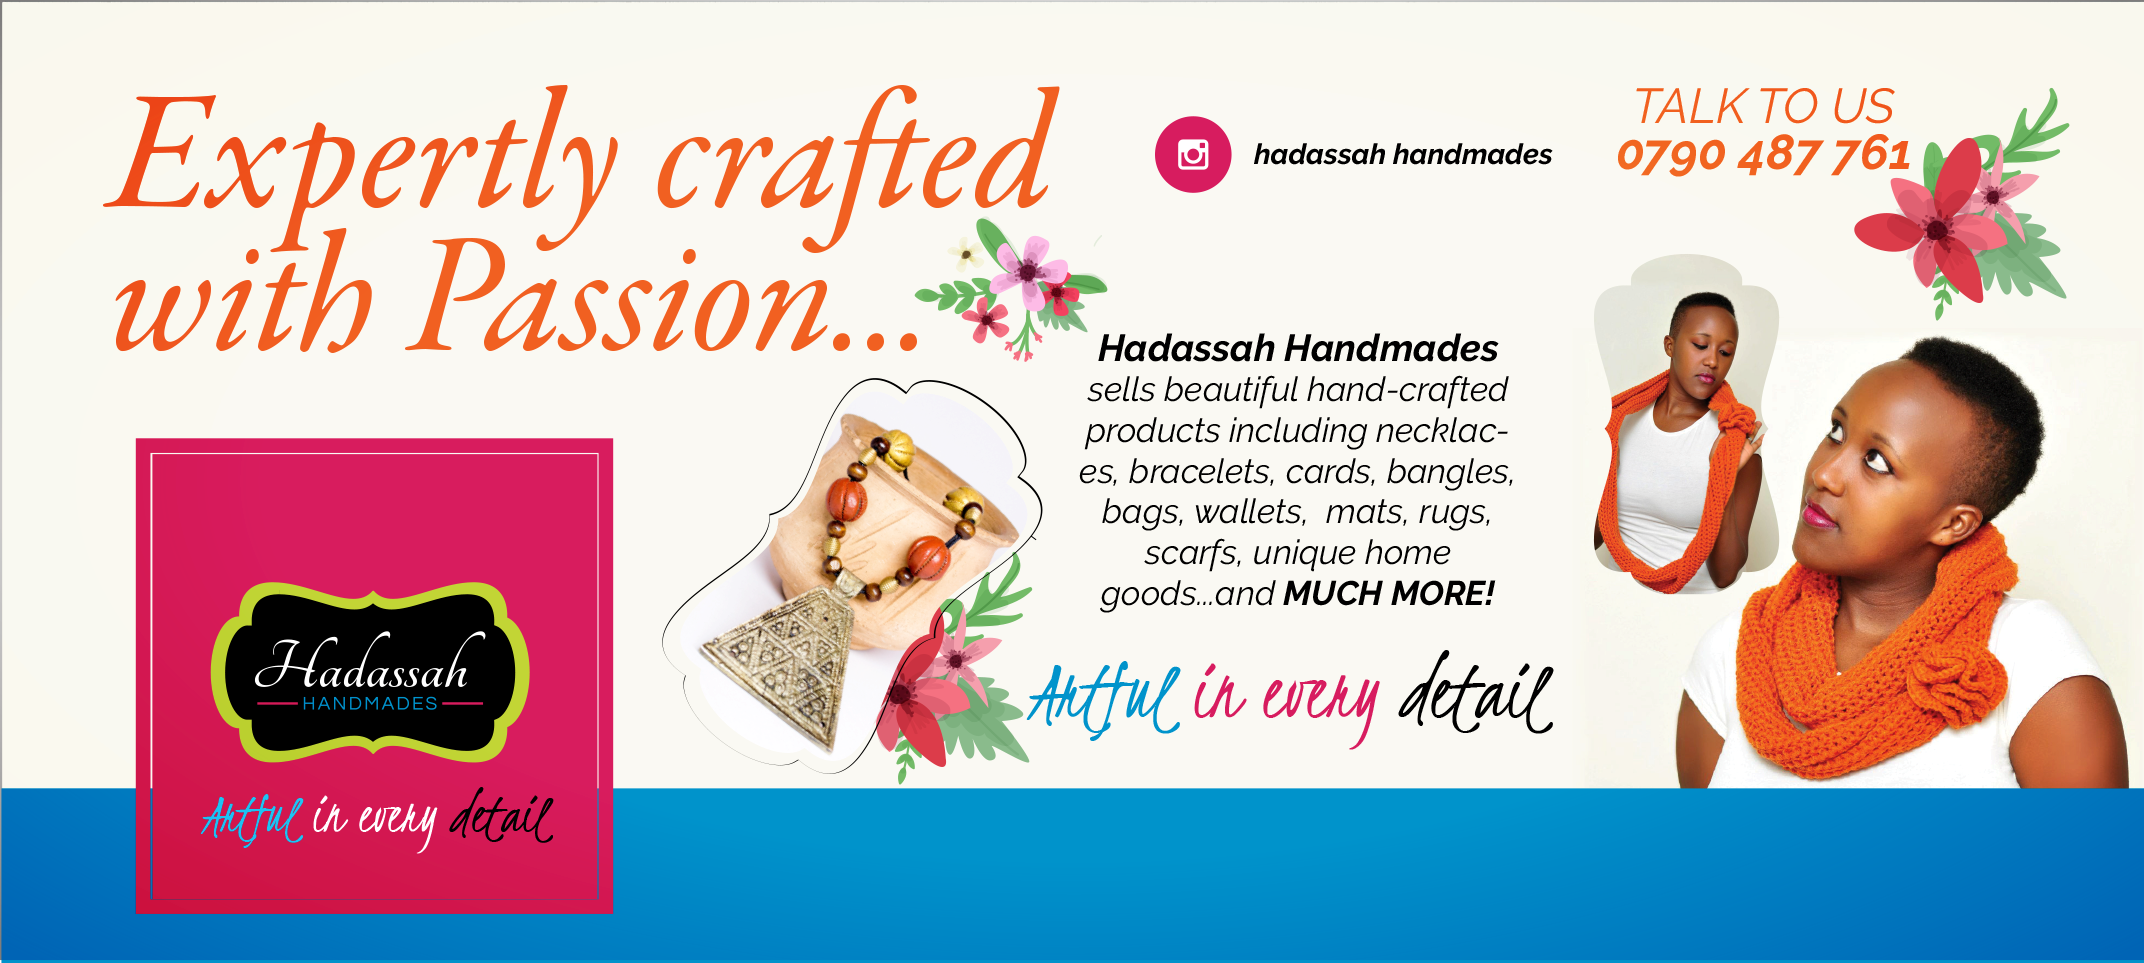 Expertly crafted
with Passion...
hadassah handmades
TALK TO US
0790 487 761
Hadassah Handmades
sells beautiful hand-crafted
products including necklac-
es, bracelets, cards, bangles,
bags, wallets, mats, rugs,
scarfs, unique home
goods...and MUCH MORE!
Artful in every detail
Hadassah
HANDMADES
Artful in every detail